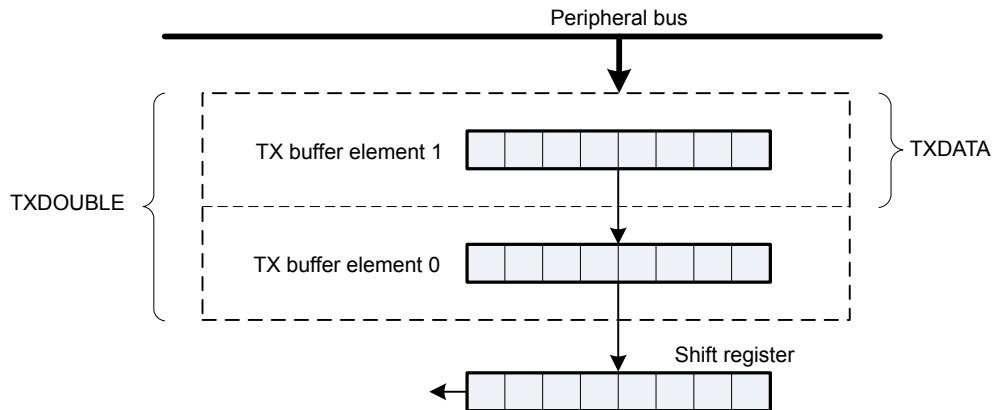 Peripheral bus
TX buffer element 1
TXDATA
TXDOUBLE
TX buffer element 0
Shift register